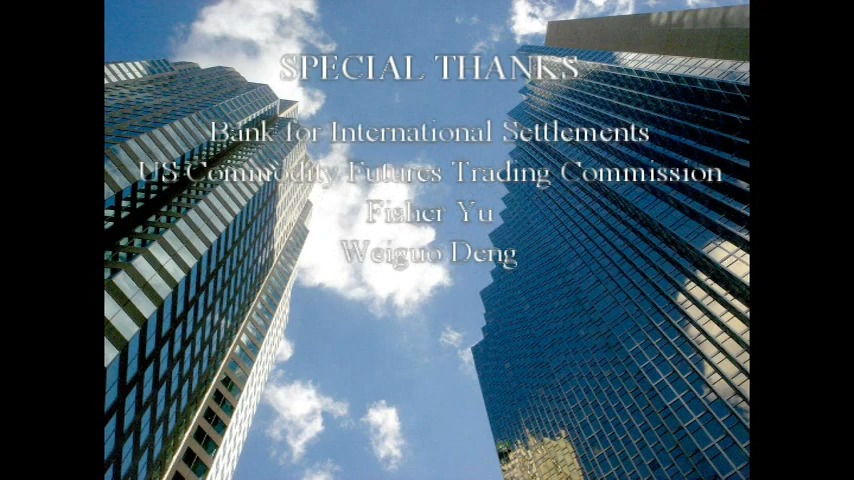 SPECIAL THANKS
Bank for International Settlements
US Commodity Futures Trading Commission
Fisher Yu
Weiguo Deng